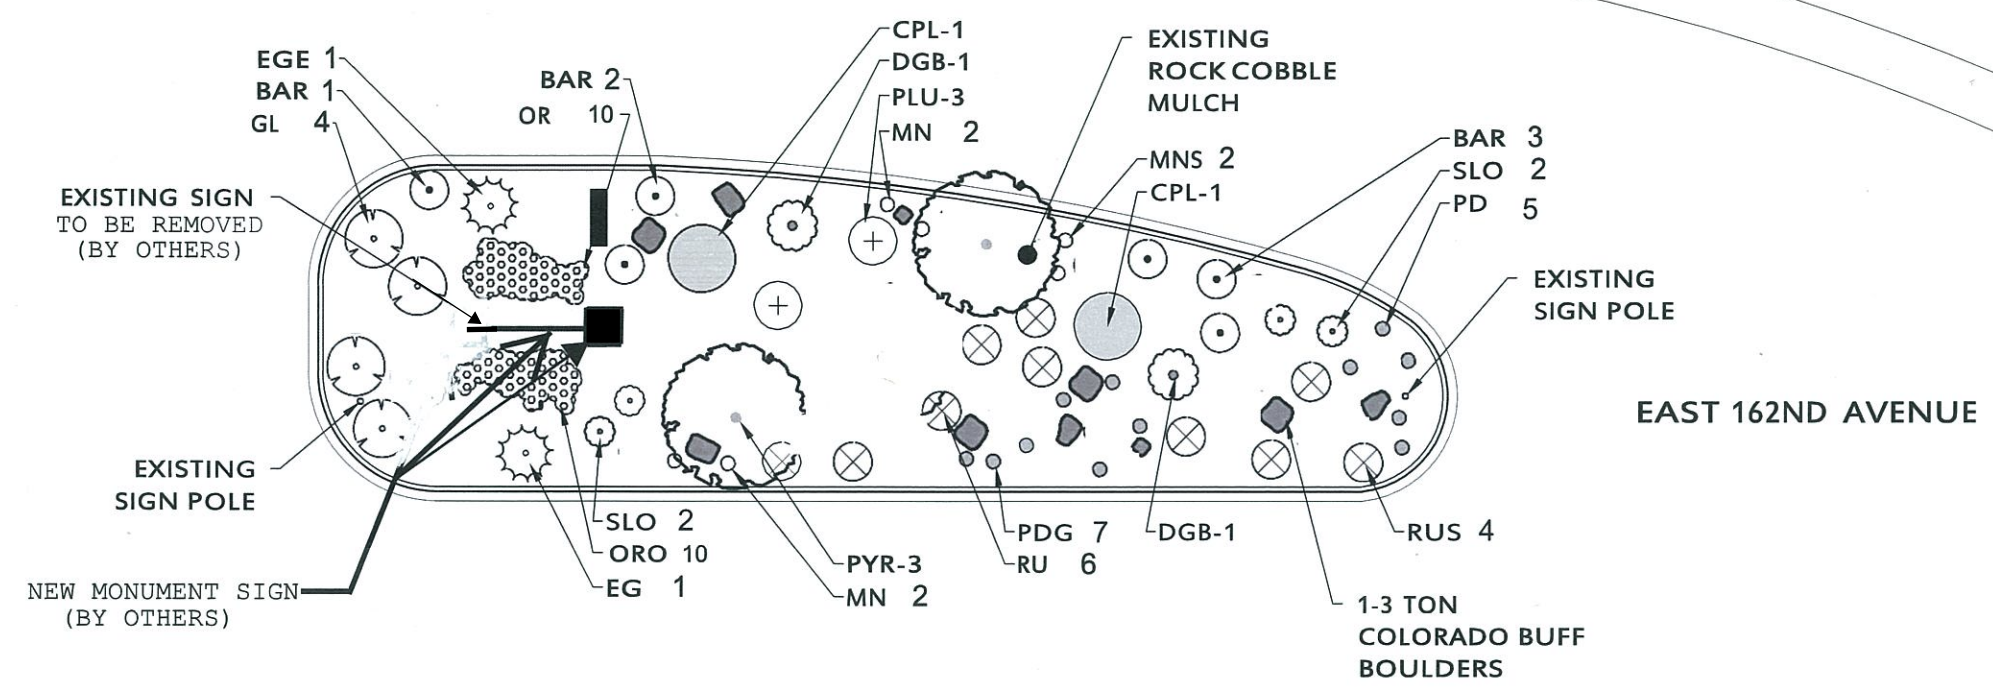 EGE 1
BAR 1
GL 4
EXISTING SIGN
TO BE REMOVED
(BY OTHERS)
BAR 2
OR 10
CPL-1
DGB-1
PLU-3
MN 2
EXISTING
ROCK COBBLE
MULCH
MNS 2
CPL-1
BAR 3
SLO 2
PD 5
EXISTING
SIGN POLE
EAST 162ND AVENUE
EXISTING
SIGN POLE
NEW MONUMENT SIGN
(BY OTHERS)
SLO 2
ORO 10
EG 1
PYR-3
MN 2
PDG 7
RU 6
DGB-1
RUS 4
1-3 TON
COLORADO BUFF
BOULDERS